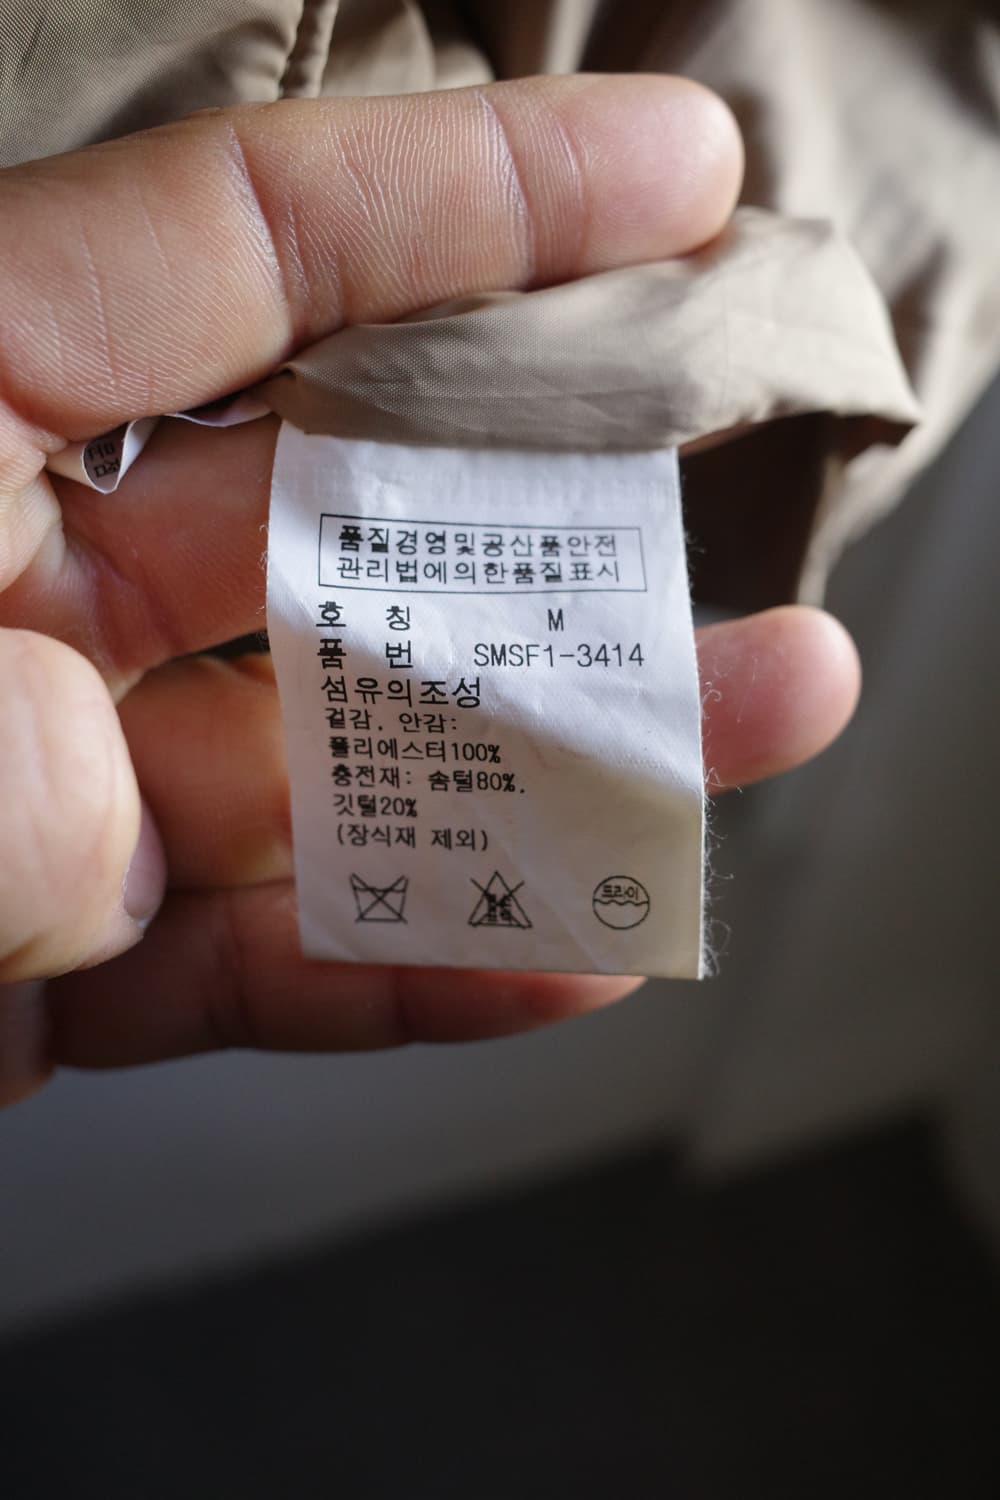 품질경영및공산품안전
관리법에의한품질표시
호 칭 M
품 번 SMSF1-3414
섬유의조성
겉감, 안감:
폴리에스터100%
충전재: 솜털80%,
깃털20%
(장식재 제외)
드라이